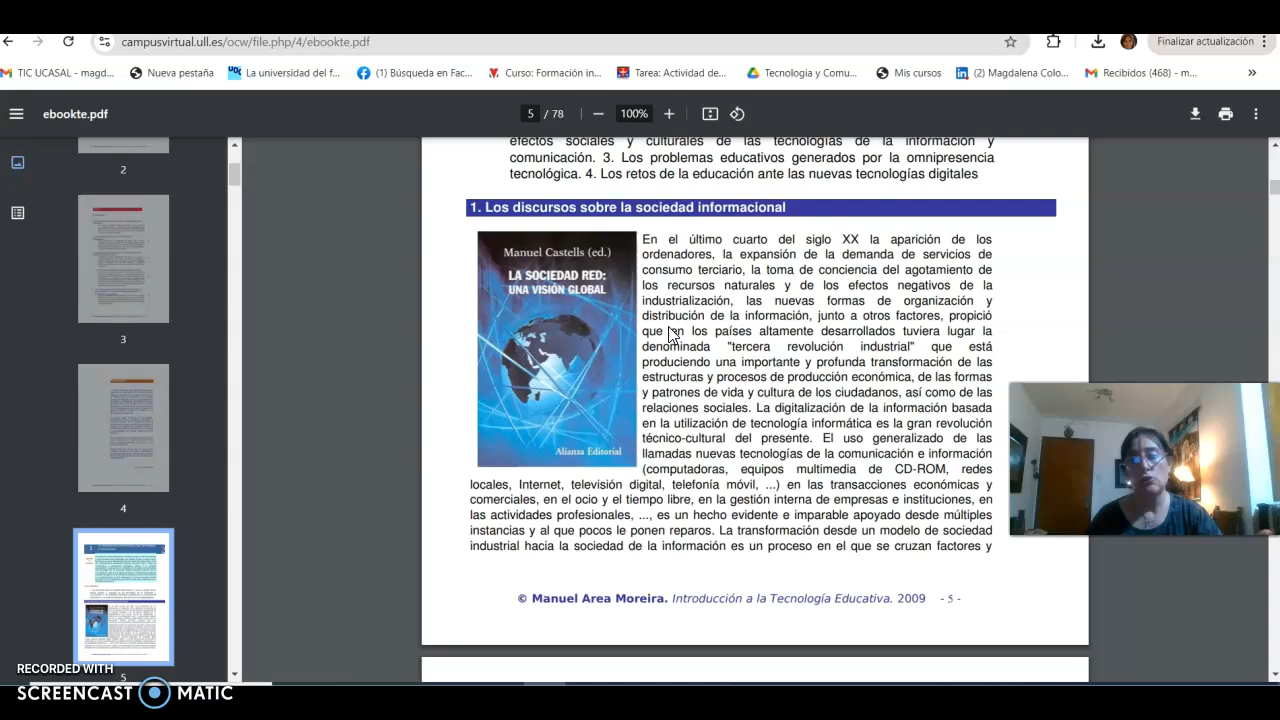 campusvirtual.ull.es/ocw/file.php/4/ebookte.pdf
Finalizar actualización
TIC UCASAL - magd...
Nueva pestaña
UOC
La universidad del f...
(1) Búsqueda en Fac...
Curso: Formación in...
Tarea: Actividad de...
Tecnologia y Comu...
Mis cursos
(2) Magdalena Colo...
Recibidos (468) - m...
ebookte.pdf
5 / 78
100%
2
3
4
5
efectos sociales y culturales de las tecnologías de la información y
comunicación. 3. Los problemas educativos generados por la omnipresencia
tecnológica. 4. Los retos de la educación ante las nuevas tecnologías digitales
1. Los discursos sobre la sociedad informacional
Manuel Castells (ed.)
LA SOCIEDAD RED:
UNA VISIÓN GLOBAL
Alianza Editorial
En el último cuarto del siglo XX la aparición de los
ordenadores, la expansión de la demanda de servicios de
consumo terciario, la toma de conciencia del agotamiento de
los recursos naturales y de los efectos negativos de la
industrialización, las nuevas formas de organización y
distribución de la información, junto a otros factores, propició
que en los países altamente desarrollados tuviera lugar la
denominada "tercera revolución industrial" que está
produciendo una importante y profunda transformación de las
estructuras y procesos de producción económica, de las formas
y patrones de vida y cultura de los ciudadanos, así como de las
relaciones sociales. La digitalización de la información basada
en la utilización de tecnología informática es la gran revolución
técnico-cultural del presente. El uso generalizado de las
llamadas nuevas tecnologías de la comunicación e información
(computadoras, equipos multimedia de CD-ROM, redes
locales, Internet, televisión digital, telefonía móvil, ...) en las transacciones económicas y
comerciales, en el ocio y el tiempo libre, en la gestión interna de empresas e instituciones, en
las actividades profesionales, ..., es un hecho evidente e imparable apoyado desde múltiples
instancias y al que pocos le ponen reparos. La transformación desde un modelo de sociedad
industrial hacia la sociedad de la información es un proceso en el que se cruzan factores y
© Manuel Area Moreira. Introducción a la Tecnología Educativa. 2009 - 5 -
RECORDED WITH
SCREENCAST MATIC